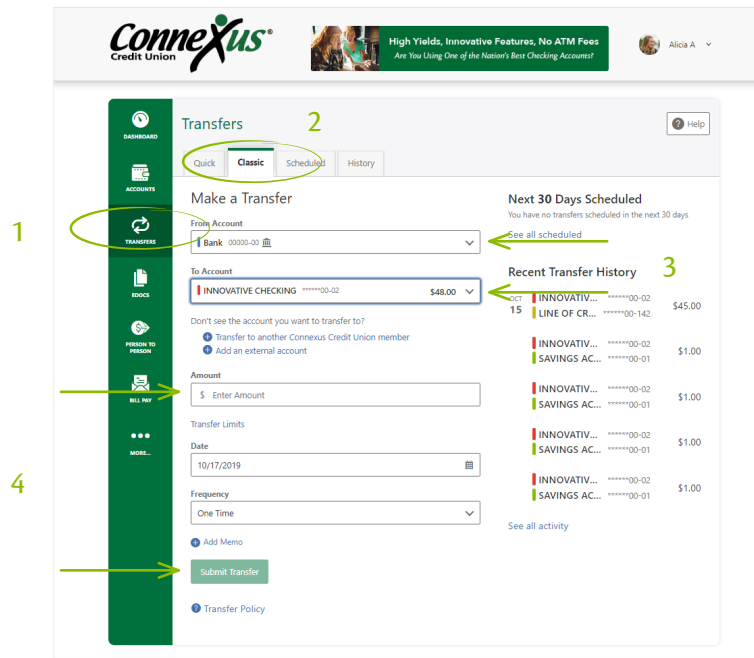 Connexus®
Credit Union
High Yields, Innovative Features, No ATM Fees
Are You Using One of the Nation's Best Checking Accounts?
Alicia A
DASHBOARD
ACCOUNTS
1
TRANSFERS
EDOCS
PERSON TO
PERSON
BILL PAY
MORE...
4
Transfers
2
Help
Quick Classic Scheduled History
Make a Transfer
From Account
Bank 00000-00
To Account
INNOVATIVE CHECKING ******00-02 $48.00
Don't see the account you want to transfer to?
Transfer to another Connexus Credit Union member
Add an external account
Amount
$ Enter Amount
Transfer Limits
Date
10/17/2019
Frequency
One Time
Add Memo
Submit Transfer
Transfer Policy
Next 30 Days Scheduled
You have no transfers scheduled in the next 30 days
See all scheduled
3
Recent Transfer History
OCT
15
INNOVATIV... ******00-02
LINE OF CR... ******00-142
$45.00
INNOVATIV... ******00-02
SAVINGS AC... ******00-01
$1.00
INNOVATIV... ******00-02
SAVINGS AC... ******00-01
$1.00
INNOVATIV... ******00-02
SAVINGS AC... ******00-01
$1.00
INNOVATIV... ******00-02
SAVINGS AC... ******00-01
$1.00
See all activity